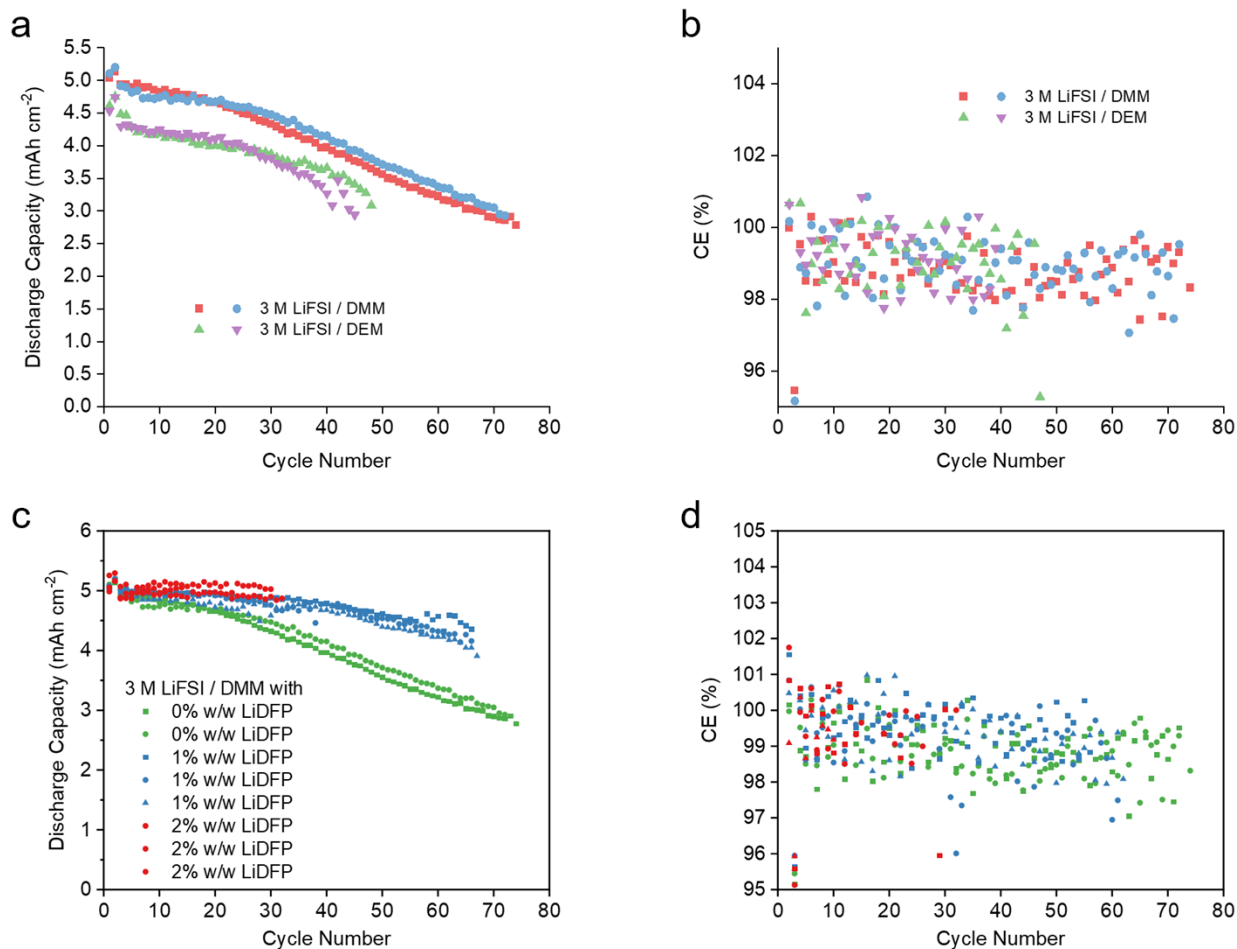 a
Discharge Capacity (mAh cm⁻²)
5.5
5.0
4.5
4.0
3.5
3.0
2.5
2.0
1.5
1.0
0.5
0.0
3 M LiFSI / DMM
3 M LiFSI / DEM
0 10 20 30 40 50 60 70 80
Cycle Number
b
CE (%)
104
102
100
98
96
3 M LiFSI / DMM
3 M LiFSI / DEM
0 10 20 30 40 50 60 70 80
Cycle Number
c
Discharge Capacity (mAh cm⁻²)
6
5
4
3
2
1
0
3 M LiFSI / DMM with
0% w/w LiDFP
0% w/w LiDFP
1% w/w LiDFP
1% w/w LiDFP
1% w/w LiDFP
2% w/w LiDFP
2% w/w LiDFP
2% w/w LiDFP
0 10 20 30 40 50 60 70 80
Cycle Number
d
CE (%)
105
104
103
102
101
100
99
98
97
96
95
0 10 20 30 40 50 60 70 80
Cycle Number